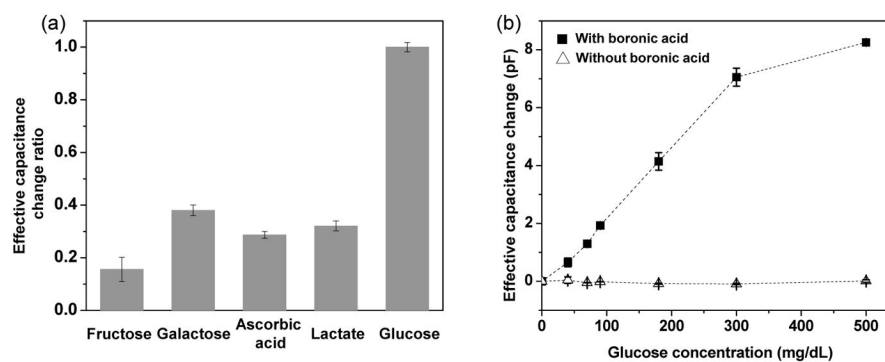 (a)
Effective capacitance
change ratio
1.0
0.8
0.6
0.4
0.2
0.0
Fructose Galactose Ascorbic acid Lactate Glucose
(b)
Effective capacitance change (pF)
8
6
4
2
0
With boronic acid
Without boronic acid
0 100 200 300 400 500
Glucose concentration (mg/dL)